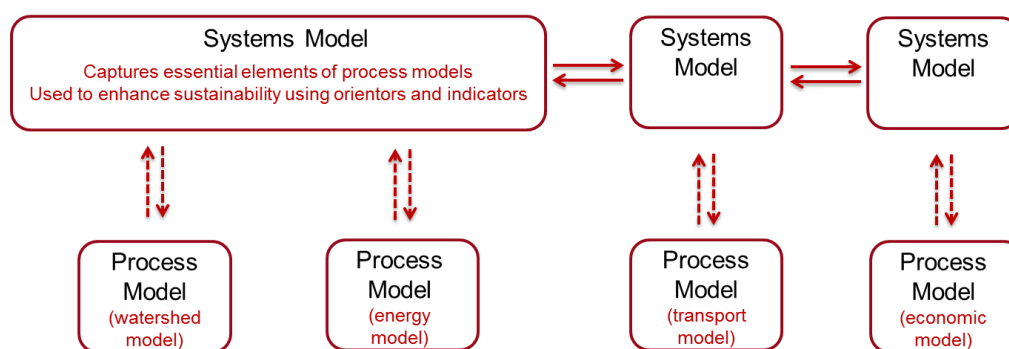 Systems Model
Captures essential elements of process models
Used to enhance sustainability using orientors and indicators
Systems
Model
Systems
Model
Process
Model
(watershed
model)
Process
Model
(energy
model)
Process
Model
(transport
model)
Process
Model
(economic
model)